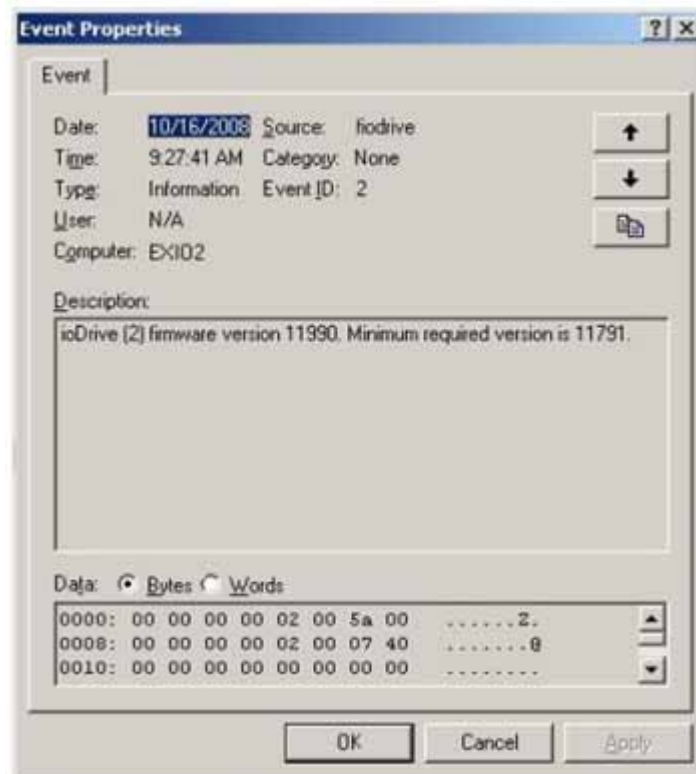 Event Properties
Event
Date: 10/16/2008 Source: fiodrive
Time: 9:27:41 AM Category: None
Type: Information Event ID: 2
User: N/A
Computer: EXIO2
Description:
ioDrive (2) firmware version 11990. Minimum required version is 11791.
Data: Bytes Words
0000: 00 00 00 00 02 00 5a 00 ......Z.
0008: 00 00 00 00 02 00 07 40 .......@
0010: 00 00 00 00 00 00 00 00 ........
OK Cancel Apply